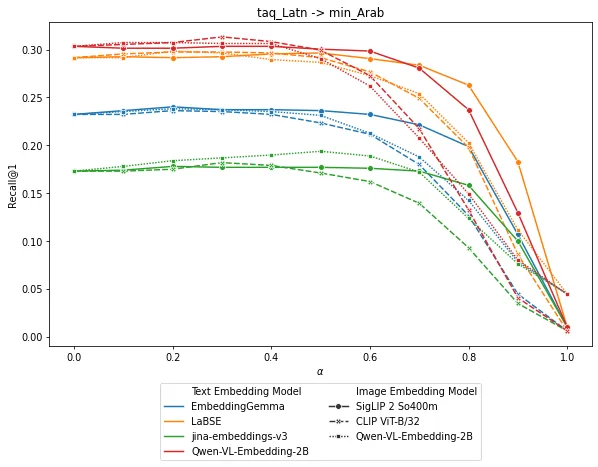 taq_Latn -> min_Arab
Recall@1
0.30
0.25
0.20
0.15
0.10
0.05
0.00
0.0 0.2 0.4 0.6 0.8 1.0
α
Text Embedding Model Image Embedding Model
EmbeddingGemma SigLIP 2 So400m
LaBSE CLIP ViT-B/32
jina-embeddings-v3 Qwen-VL-Embedding-2B
Qwen-VL-Embedding-2B